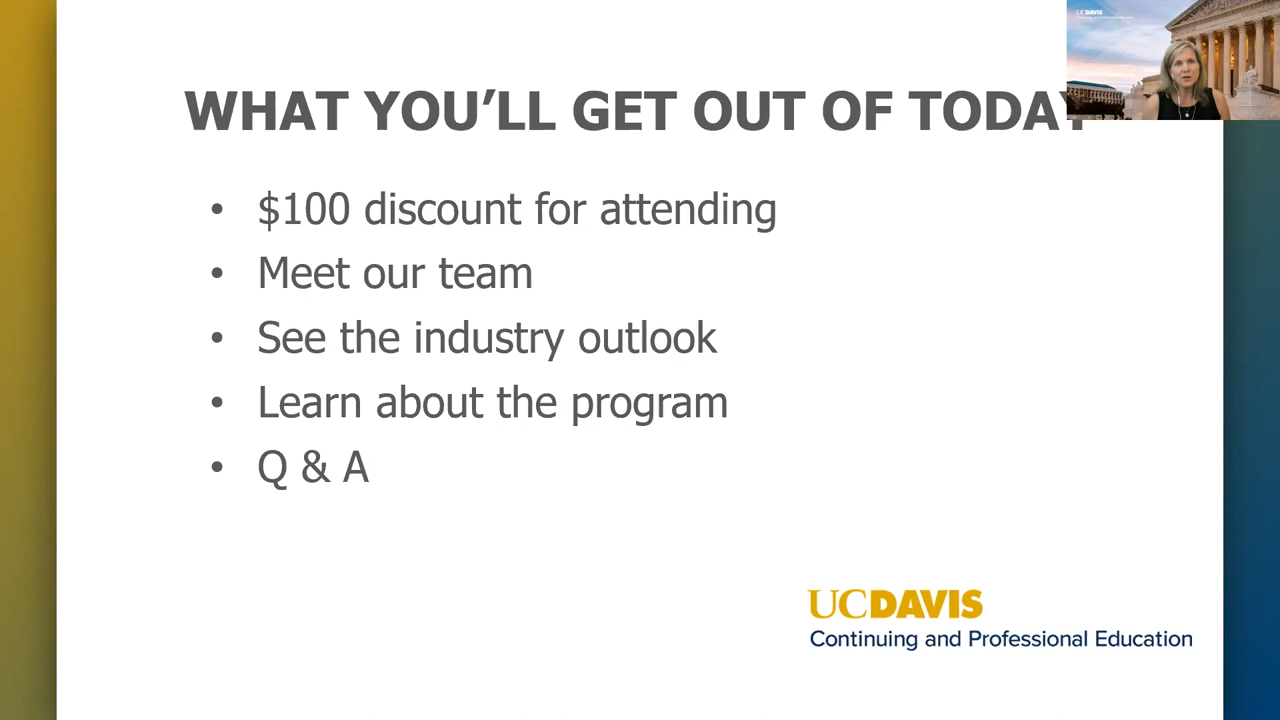 UCDAVIS
WHAT YOU'LL GET OUT OF TODAY
• $100 discount for attending
• Meet our team
• See the industry outlook
• Learn about the program
• Q & A
UCDAVIS
Continuing and Professional Education